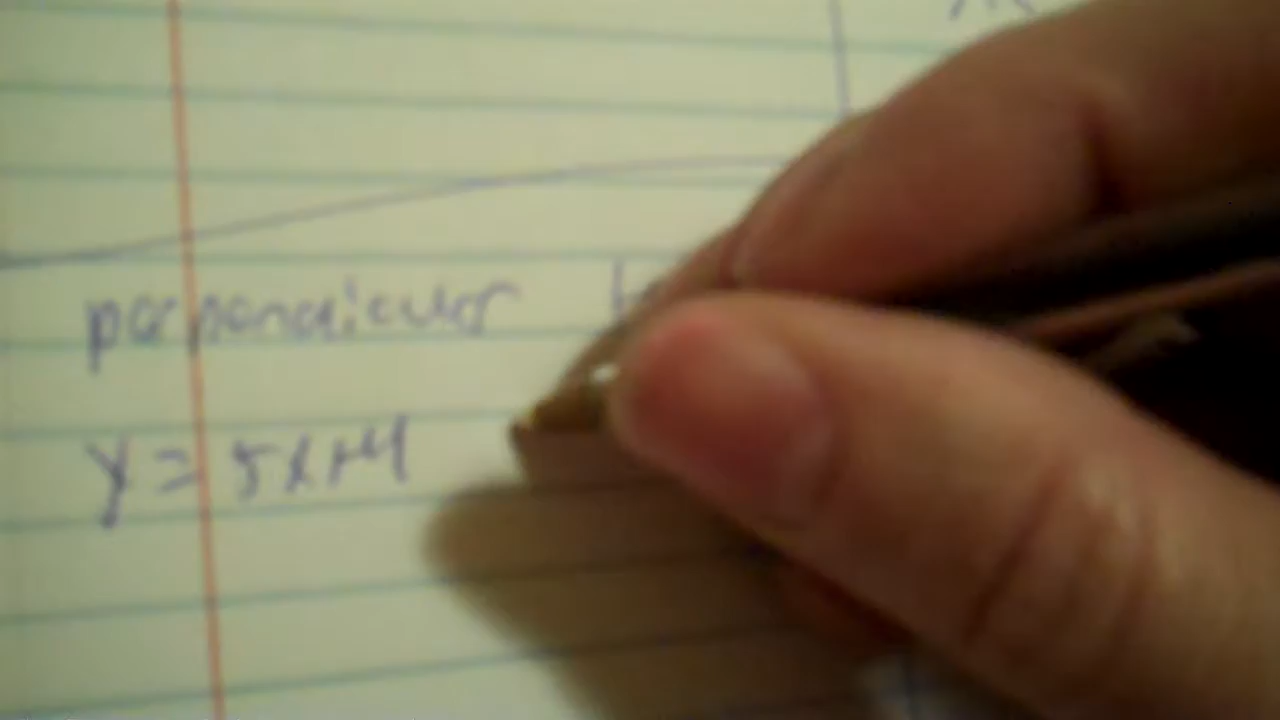 perpendicular
y = 5x+4